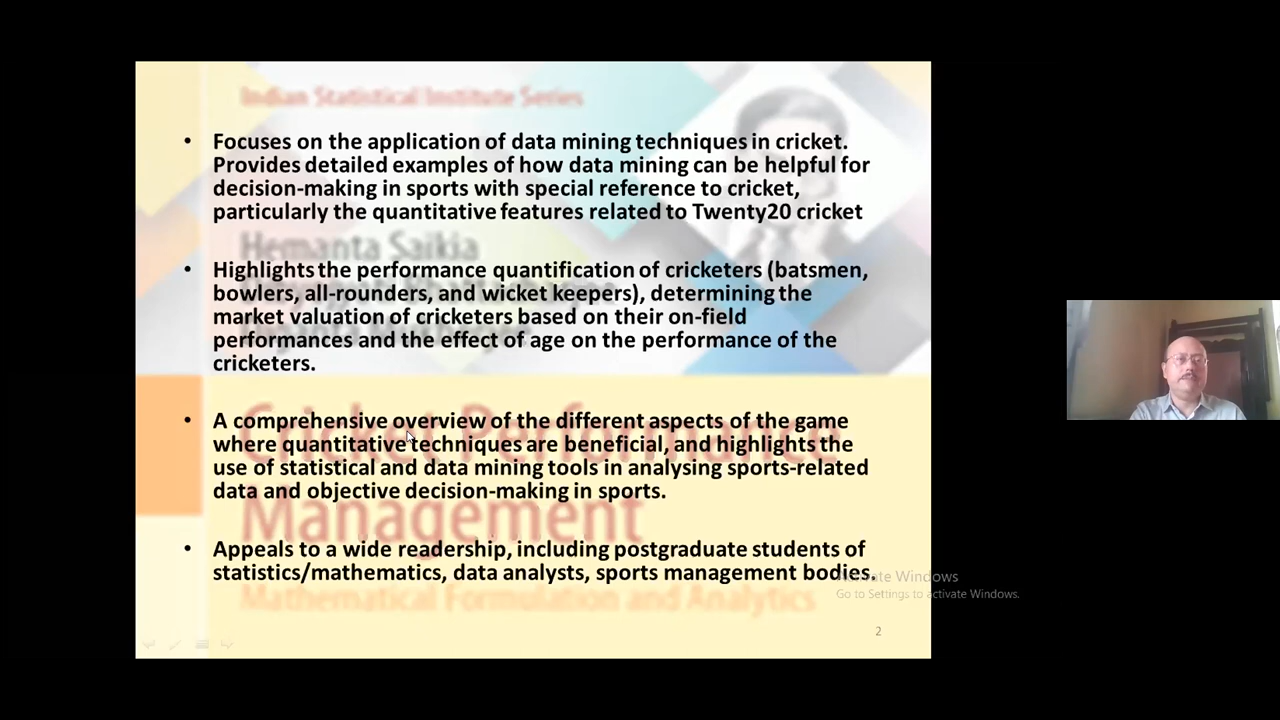 Indian Statistical Institute Series
• Focuses on the application of data mining techniques in cricket.
Provides detailed examples of how data mining can be helpful for
decision-making in sports with special reference to cricket,
particularly the quantitative features related to Twenty20 cricket
Hemanta Saikia
• Highlights the performance quantification of cricketers (batsmen,
bowlers, all-rounders, and wicket keepers), determining the
market valuation of cricketers based on their on-field
performances and the effect of age on the performance of the
cricketers.
Cricket Performance
• A comprehensive overview of the different aspects of the game
where quantitative techniques are beneficial, and highlights the
use of statistical and data mining tools in analysing sports-related
data and objective decision-making in sports.
Management
• Appeals to a wide readership, including postgraduate students of
statistics/mathematics, data analysts, sports management bodies.
Mathematical Foundation and Analytics
Activate Windows
Go to Settings to activate Windows.
2